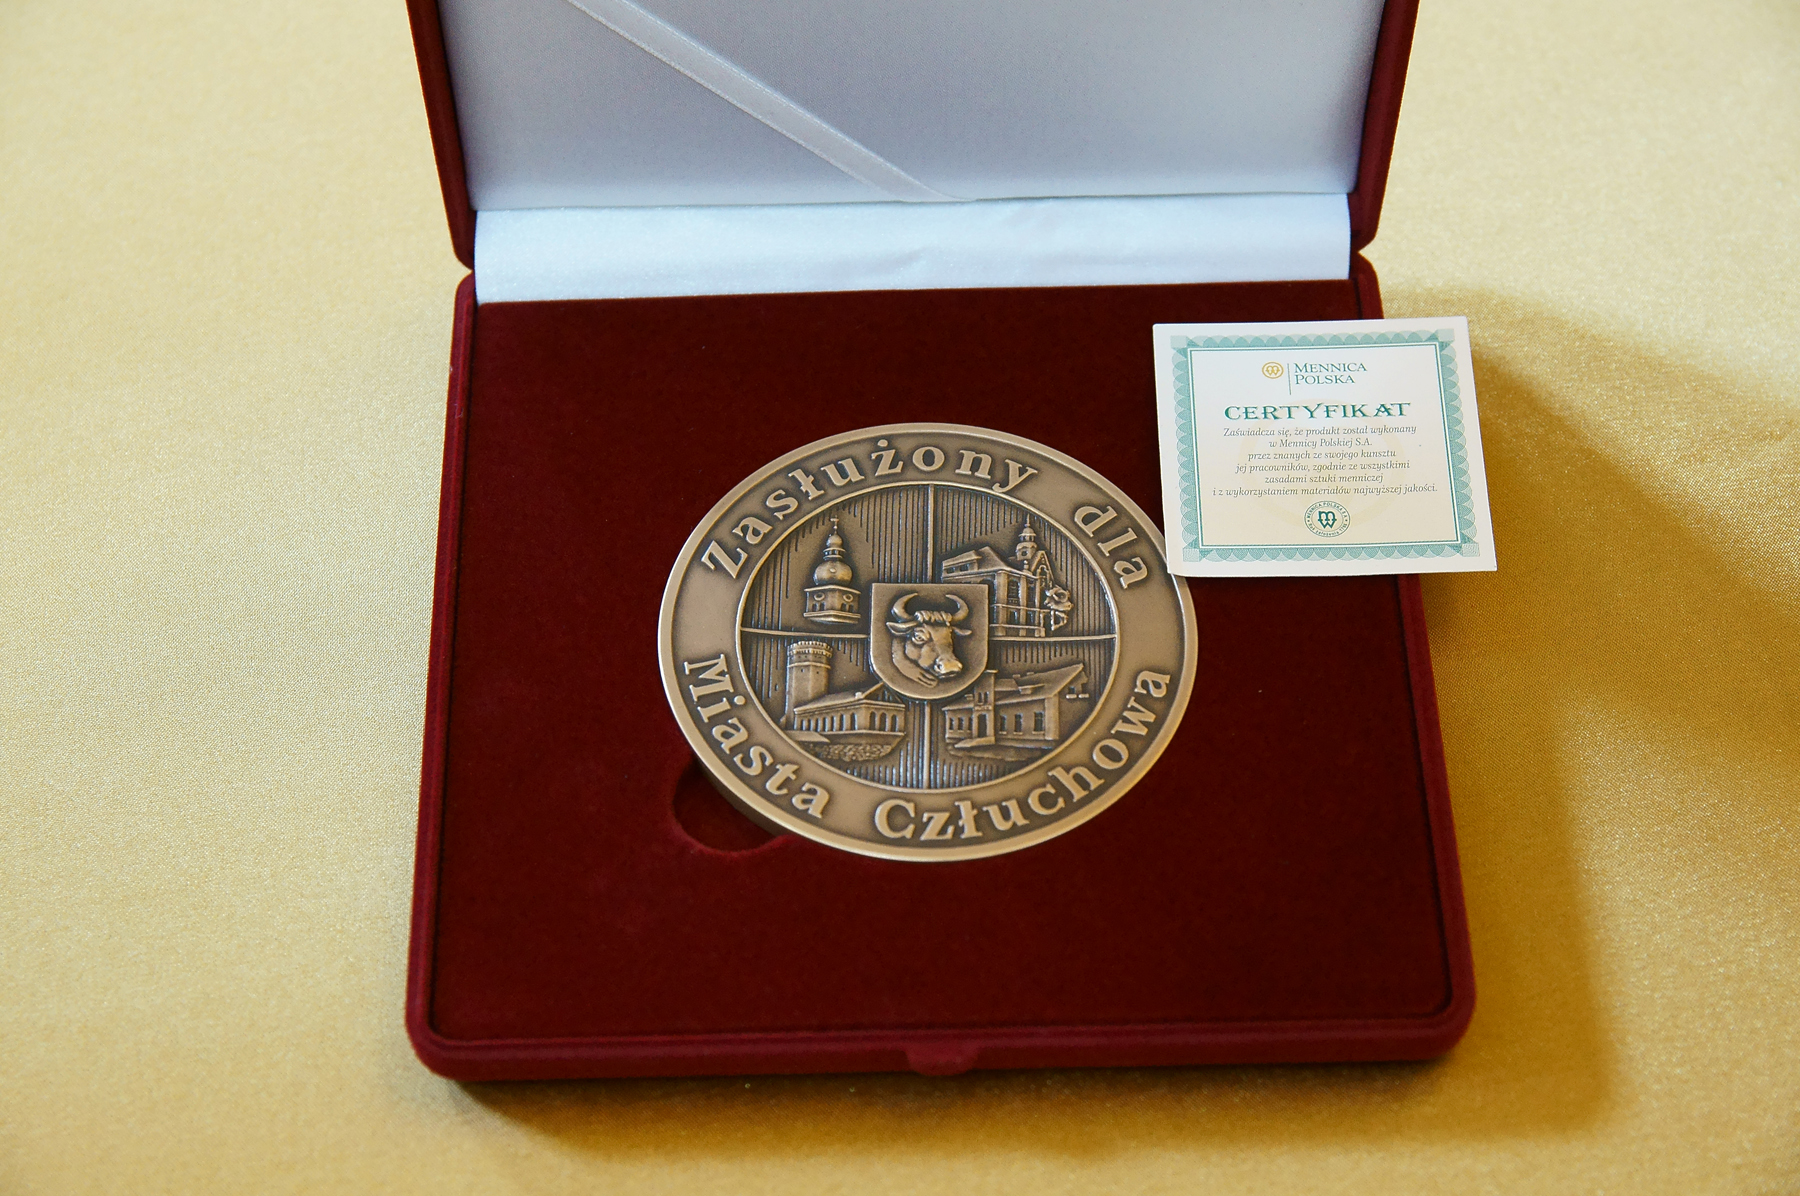 Zasłużony dla
Miasta Człuchowa
MENNICA
POLSKA
CERTYFIKAT
Zaświadcza się, że produkt został wykonany
w Mennicy Polskiej S.A.
przez znanych ze swojego kunsztu
jej pracowników, zgodnie ze wszystkimi
zasadami sztuki menniczej
i z wykorzystaniem materiałów najwyższej jakości.